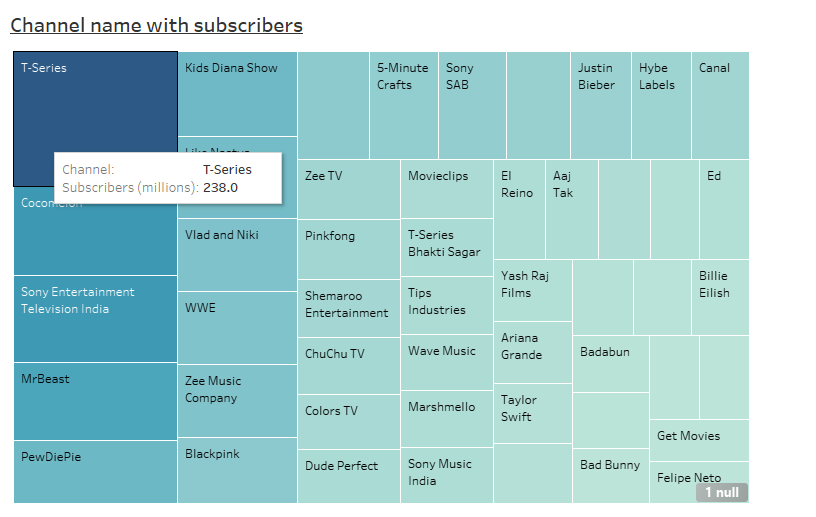 Channel name with subscribers
T-Series
Kids Diana Show
5-Minute
Crafts
Sony
SAB
Justin
Bieber
Hybe
Labels
Canal
Channel: T-Series
Subscribers (millions): 238.0
Cocomelon
Sony Entertainment
Television India
MrBeast
PewDiePie
Like Nastya
Vlad and Niki
WWE
Zee Music
Company
Blackpink
Zee TV
Pinkfong
Shemaroo
Entertainment
ChuChu TV
Colors TV
Dude Perfect
Movieclips
T-Series
Bhakti Sagar
Tips
Industries
Wave Music
Marshmello
Sony Music
India
El
Reino
Aaj
Tak
Ed
Yash Raj
Films
Ariana
Grande
Taylor
Swift
Billie
Eilish
Badabun
Bad Bunny
Get Movies
Felipe Neto
1 null